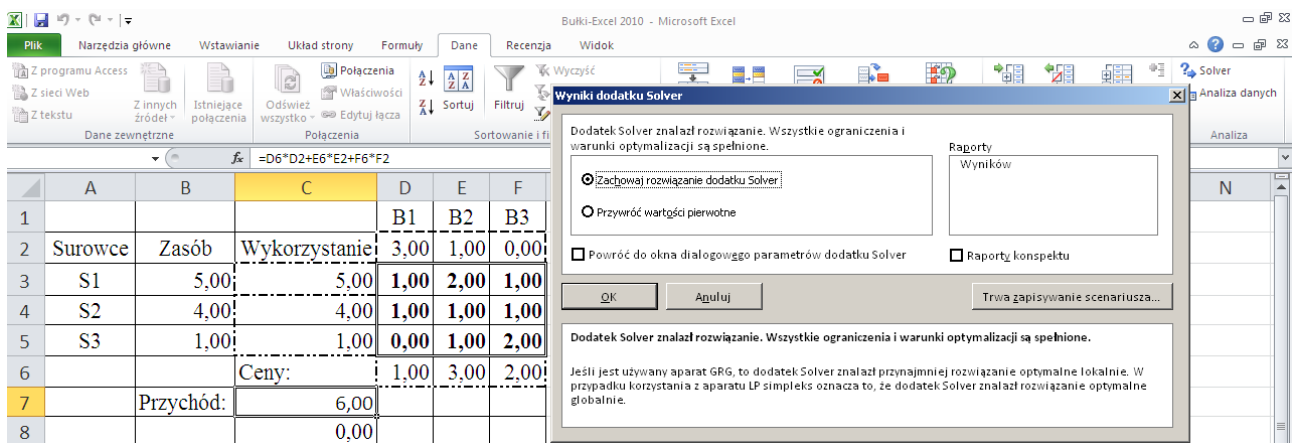 Bułki-Excel 2010 - Microsoft Excel
Plik Narzędzia główne Wstawianie Układ strony Formuły Dane Recenzja Widok
Z programu Access
Z sieci Web
Z tekstu
Z innych źródeł
Istniejące połączenia
Dane zewnętrzne
Odśwież wszystko
Połączenia
Właściwości
Edytuj łącza
Połączenia
Sortuj
Filtruj
Wyczyść
Sortowanie i fi
Solver
Analiza danych
Analiza
fx =D6*D2+E6*E2+F6*F2
A B C D E F N
1 B1 B2 B3
2 Surowce Zasób Wykorzystanie 3,00 1,00 0,00
3 S1 5,00 5,00 1,00 2,00 1,00
4 S2 4,00 4,00 1,00 1,00 1,00
5 S3 1,00 1,00 0,00 1,00 2,00
6 Ceny: 1,00 3,00 2,00
7 Przychód: 6,00
8 0,00
Wyniki dodatku Solver
Dodatek Solver znalazł rozwiązanie. Wszystkie ograniczenia i
warunki optymalizacji są spełnione.
Zachowaj rozwiązanie dodatku Solver
Przywróć wartości pierwotne
Raporty
Wyników
Powróć do okna dialogowego parametrów dodatku Solver
Raporty konspektu
OK Anuluj Trwa zapisywanie scenariusza...
Dodatek Solver znalazł rozwiązanie. Wszystkie ograniczenia i warunki optymalizacji są spełnione.
Jeśli jest używany aparat GRG, to dodatek Solver znalazł przynajmniej rozwiązanie optymalne lokalnie. W
przypadku korzystania z aparatu LP simpleks oznacza to, że dodatek Solver znalazł rozwiązanie optymalne
globalnie.